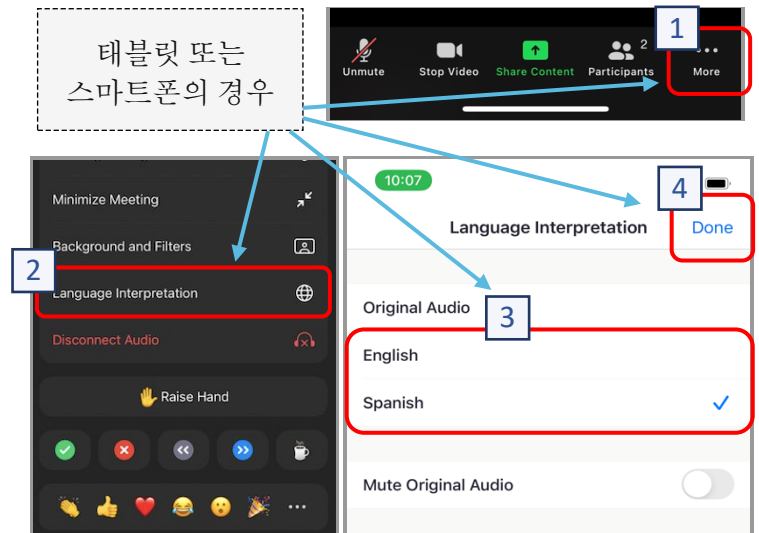 태블릿 또는
스마트폰의 경우
1
2
Unmute
Stop Video
Share Content
Participants
More
Minimize Meeting
Background and Filters
2
Language Interpretation
Disconnect Audio
Raise Hand
10:07
4
Language Interpretation
Done
Original Audio
3
English
Spanish
Mute Original Audio